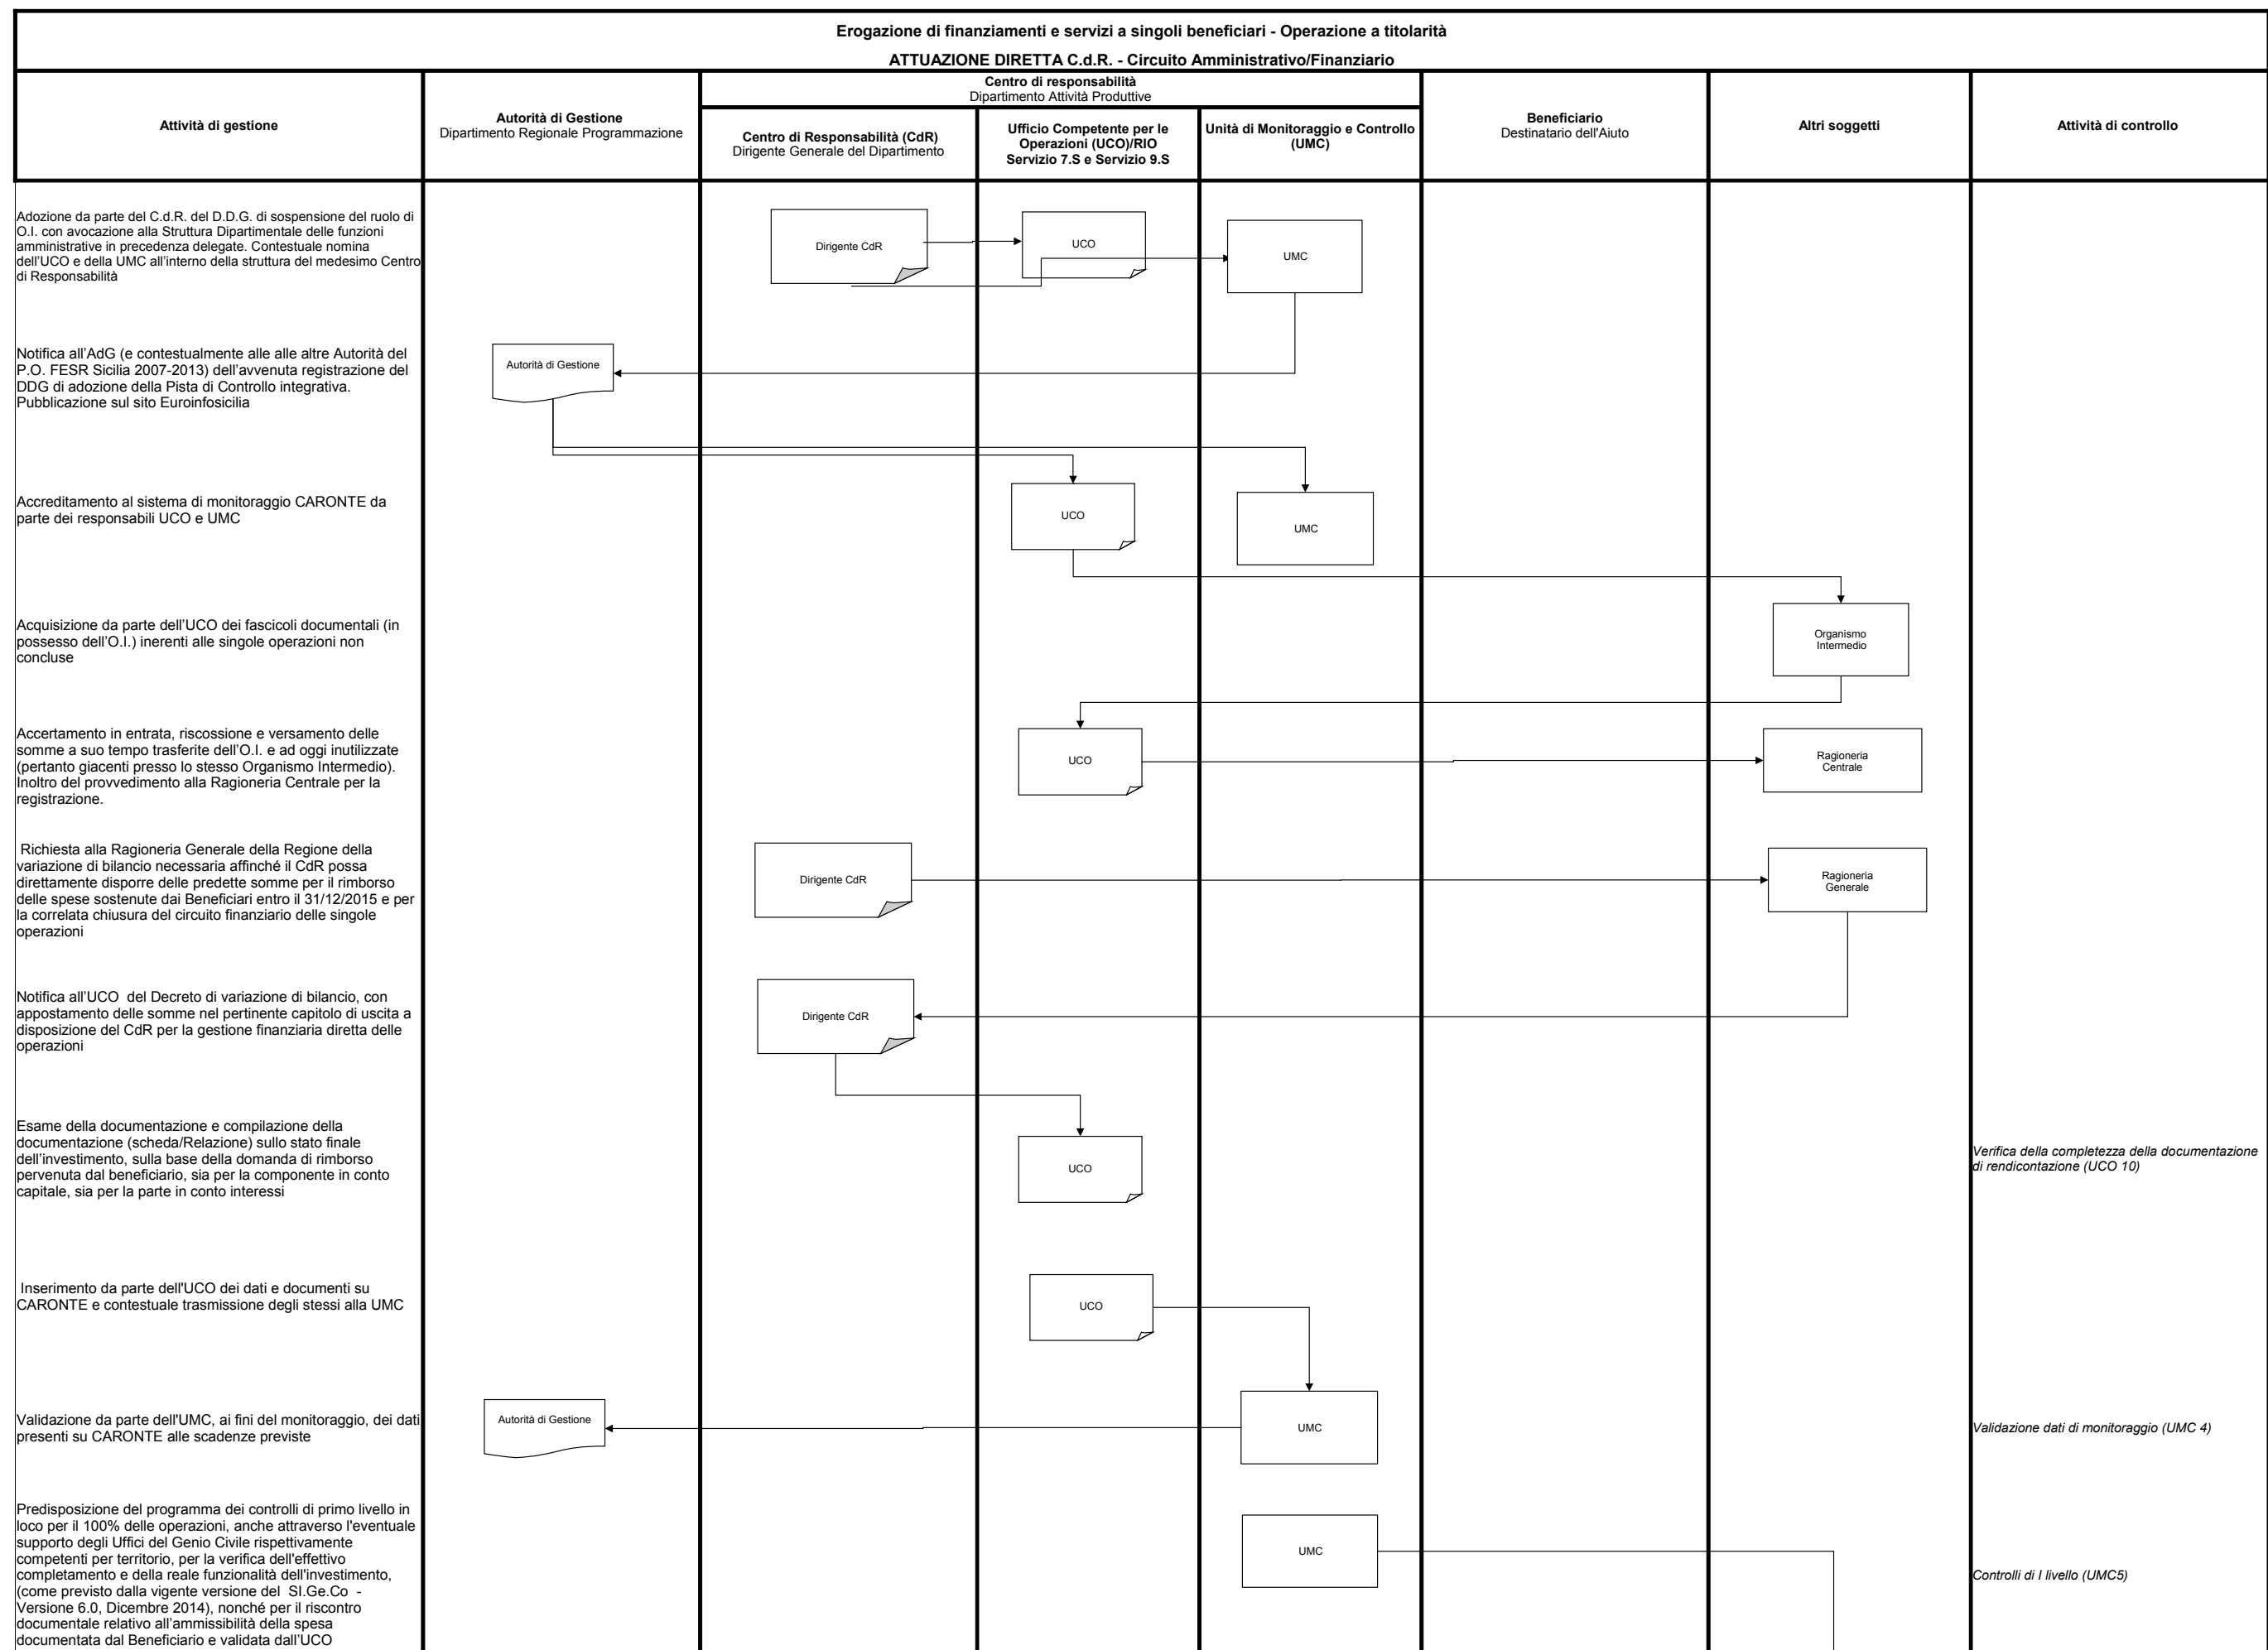 Erogazione di finanziamenti e servizi a singoli beneficiari - Operazione a titolarità
ATTUAZIONE DIRETTA C.d.R. - Circuito Amministrativo/Finanziario
Attività di gestione
Autorità di Gestione
Dipartimento Regionale Programmazione
Centro di responsabilità
Dipartimento Attività Produttive
Centro di Responsabilità (CdR)
Dirigente Generale del Dipartimento
Ufficio Competente per le
Operazioni (UCO)/RIO
Servizio 7.S e Servizio 9.S
Unità di Monitoraggio e Controllo
(UMC)
Beneficiario
Destinatario dell'Aiuto
Altri soggetti
Attività di controllo
Adozione da parte del C.d.R. del D.D.G. di sospensione del ruolo di
O.I. con avocazione alla Struttura Dipartimentale delle funzioni
amministrative in precedenza delegate. Contestuale nomina
dell'UCO e della UMC all'interno della struttura del medesimo Centro
di Responsabilità
Dirigente CdR
UCO
UMC
Notifica all'AdG (e contestualmente alle alle altre Autorità del
P.O. FESR Sicilia 2007-2013) dell'avvenuta registrazione del
DDG di adozione della Pista di Controllo integrativa.
Pubblicazione sul sito Euroinfosicilia
Autorità di Gestione
Accreditamento al sistema di monitoraggio CARONTE da
parte dei responsabili UCO e UMC
UCO
UMC
Acquisizione da parte dell'UCO dei fascicoli documentali (in
possesso dell'O.I.) inerenti alle singole operazioni non
concluse
Organismo
Intermedio
Accertamento in entrata, riscossione e versamento delle
somme a suo tempo trasferite dell'O.I. e ad oggi inutilizzate
(pertanto giacenti presso lo stesso Organismo Intermedio).
Inoltro del provvedimento alla Ragioneria Centrale per la
registrazione.
UCO
Ragioneria
Centrale
Richiesta alla Ragioneria Generale della Regione della
variazione di bilancio necessaria affinché il CdR possa
direttamente disporre delle predette somme per il rimborso
delle spese sostenute dai Beneficiari entro il 31/12/2015 e per
la correlata chiusura del circuito finanziario delle singole
operazioni
Dirigente CdR
Ragioneria
Generale
Notifica all'UCO  del Decreto di variazione di bilancio, con
appostamento delle somme nel pertinente capitolo di uscita a
disposizione del CdR per la gestione finanziaria diretta delle
operazioni
Dirigente CdR
Esame della documentazione e compilazione della
documentazione (scheda/Relazione) sullo stato finale
dell'investimento, sulla base della domanda di rimborso
pervenuta dal beneficiario, sia per la componente in conto
capitale, sia per la parte in conto interessi
UCO
Verifica della completezza della documentazione
di rendicontazione (UCO 10)
Inserimento da parte dell'UCO dei dati e documenti su
CARONTE e contestuale trasmissione degli stessi alla UMC
UCO
Validazione da parte dell'UMC, ai fini del monitoraggio, dei dati
presenti su CARONTE alle scadenze previste
Autorità di Gestione
UMC
Validazione dati di monitoraggio (UMC 4)
Predisposizione del programma dei controlli di primo livello in
loco per il 100% delle operazioni, anche attraverso l'eventuale
supporto degli Uffici del Genio Civile rispettivamente
competenti per territorio, per la verifica dell'effettivo
completamento e della reale funzionalità dell'investimento,
(come previsto dalla vigente versione del  SI.Ge.Co  -
Versione 6.0, Dicembre 2014), nonché per il riscontro
documentale relativo all'ammissibilità della spesa
documentata dal Beneficiario e validata dall'UCO
UMC
Controlli di I livello (UMC5)